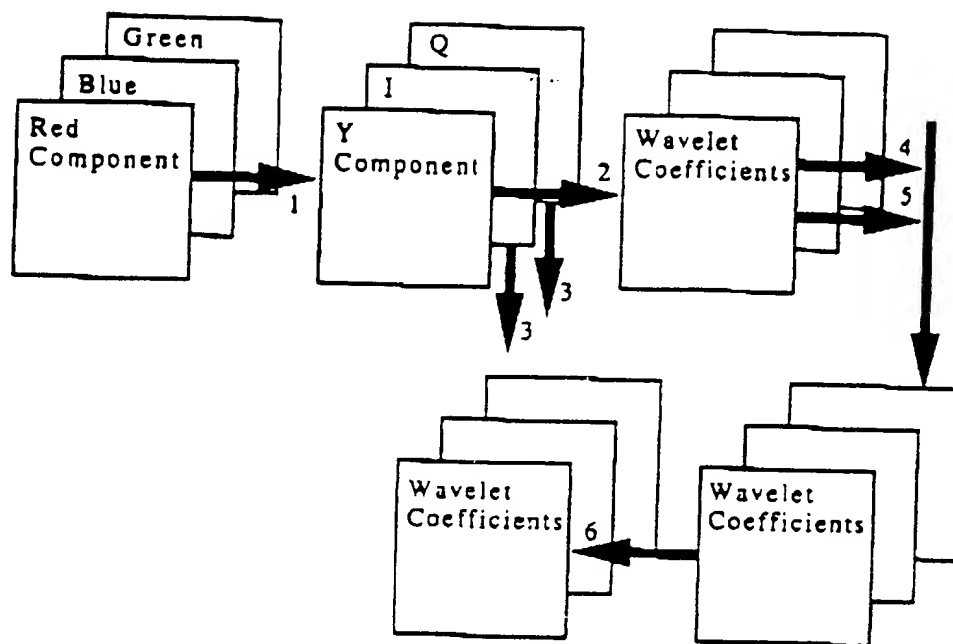 Green
Blue
Red
Component
1
Q
I
Y
Component
2
3
3
Wavelet
Coefficients
4
5
Wavelet
Coefficients
6
Wavelet
Coefficients